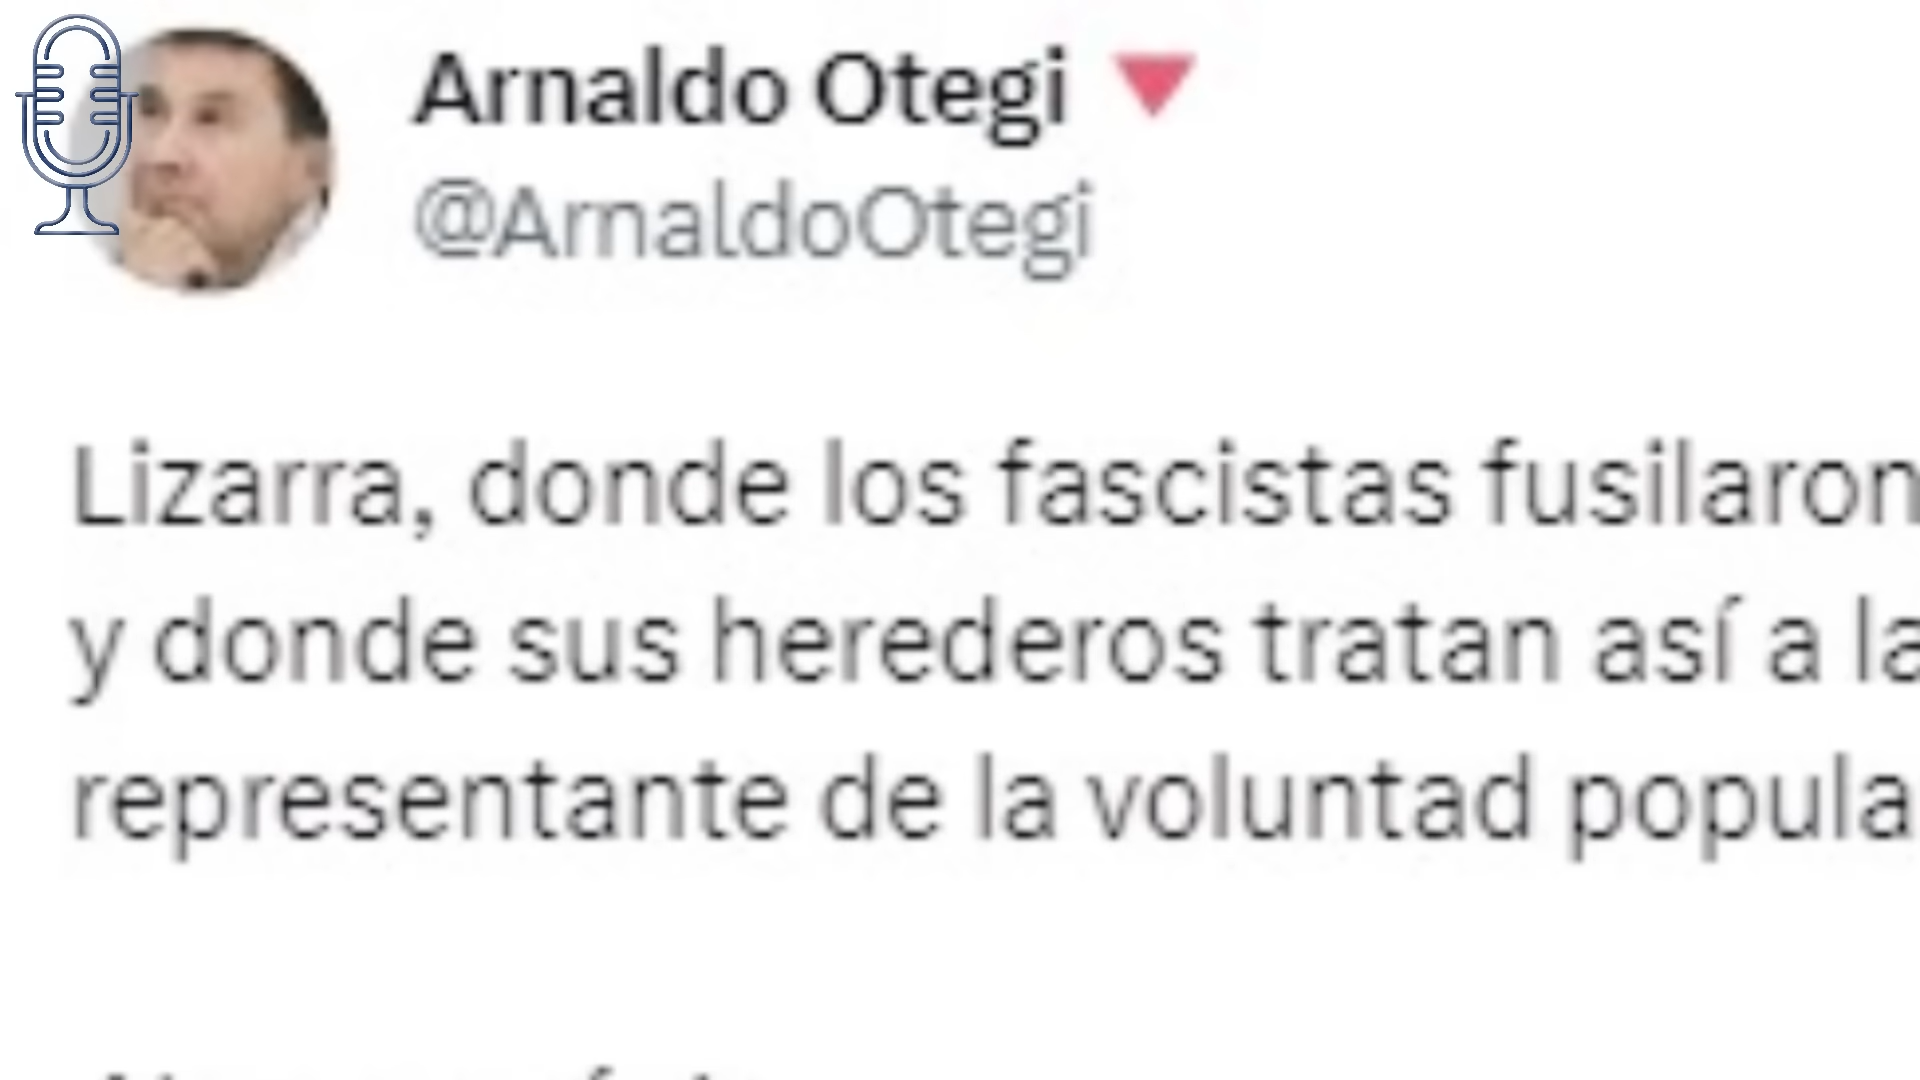 Arnaldo Otegi
@ArnaldoOtegi
Lizarra, donde los fascistas fusilaron
y donde sus herederos tratan así a la
representante de la voluntad popula